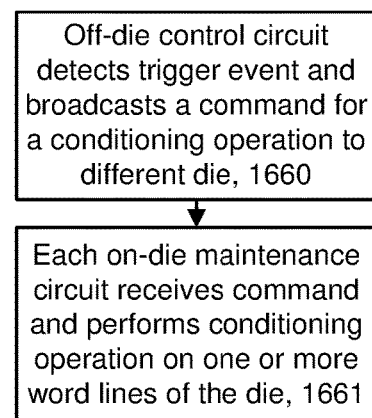 Off-die control circuit
detects trigger event and
broadcasts a command for
a conditioning operation to
different die, 1660
Each on-die maintenance
circuit receives command
and performs conditioning
operation on one or more
word lines of the die, 1661